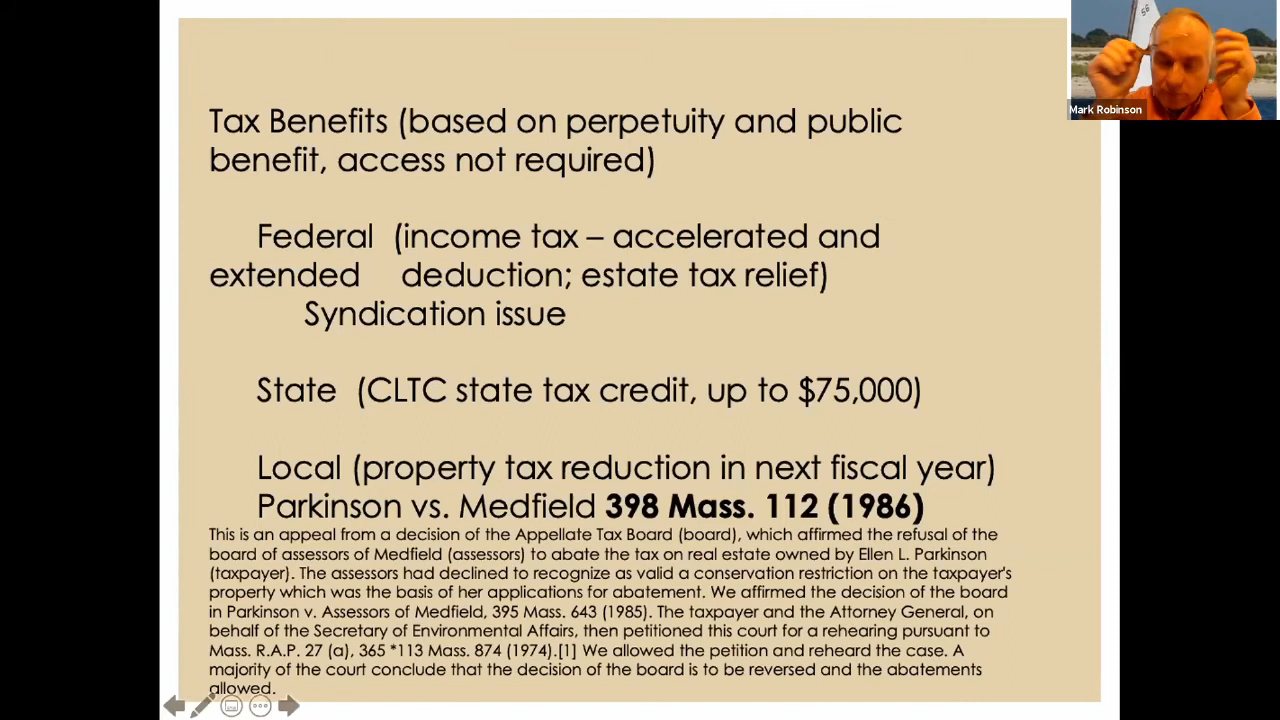 Tax Benefits (based on perpetuity and public
benefit, access not required)
Federal (income tax – accelerated and
extended deduction; estate tax relief)
Syndication issue
State (CLTC state tax credit, up to $75,000)
Local (property tax reduction in next fiscal year)
Parkinson vs. Medfield 398 Mass. 112 (1986)
This is an appeal from a decision of the Appellate Tax Board (board), which affirmed the refusal of the
board of assessors of Medfield (assessors) to abate the tax on real estate owned by Ellen L. Parkinson
(taxpayer). The assessors had declined to recognize as valid a conservation restriction on the taxpayer's
property which was the basis of her applications for abatement. We affirmed the decision of the board
in Parkinson v. Assessors of Medfield, 395 Mass. 643 (1985). The taxpayer and the Attorney General, on
behalf of the Secretary of Environmental Affairs, then petitioned this court for a rehearing pursuant to
Mass. R.A.P. 27 (a), 365 *113 Mass. 874 (1974).[1] We allowed the petition and reheard the case. A
majority of the court conclude that the decision of the board is to be reversed and the abatements
allowed.
56
Mark Robinson